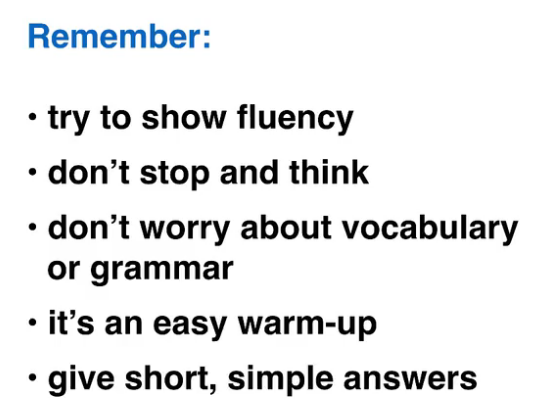 Remember:
• try to show fluency
• don’t stop and think
• don’t worry about vocabulary
or grammar
• it’s an easy warm-up
• give short, simple answers